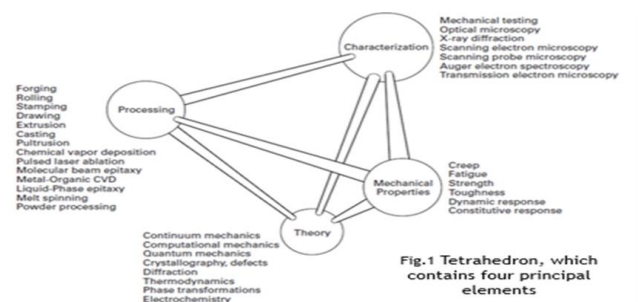 Characterization
Mechanical testing
Optical microscopy
X-ray diffraction
Scanning electron microscopy
Scanning probe microscopy
Auger electron spectroscopy
Transmission electron microscopy
Processing
Forging
Rolling
Stamping
Drawing
Extrusion
Casting
Pultrusion
Chemical vapor deposition
Pulsed laser ablation
Molecular beam epitaxy
Metal-Organic CVD
Liquid-Phase epitaxy
Melt spinning
Powder processing
Mechanical
Properties
Creep
Fatigue
Strength
Toughness
Dynamic response
Constitutive response
Theory
Continuum mechanics
Computational mechanics
Quantum mechanics
Crystallography, defects
Diffraction
Thermodynamics
Phase transformations
Electrochemistry
Fig.1 Tetrahedron, which
contains four principal
elements